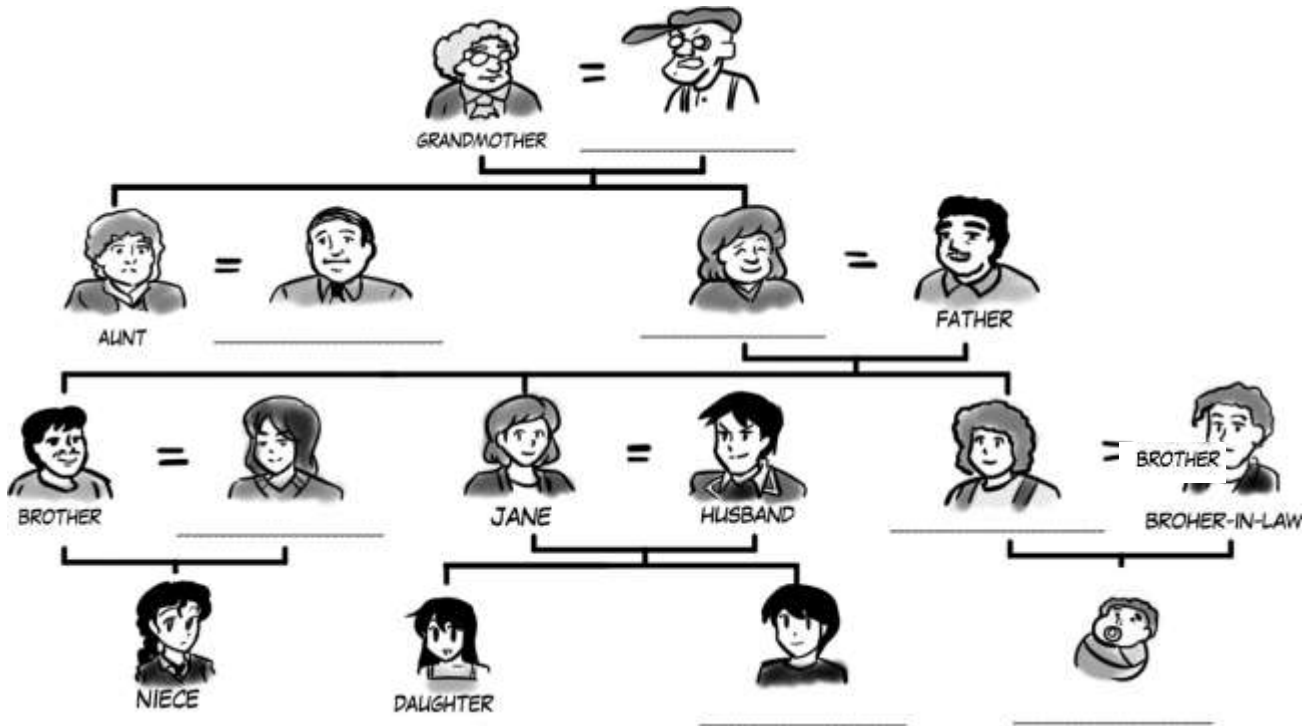 GRANDMOTHER
AUNT
FATHER
BROTHER
BROTHER
JANE
HUSBAND
BROHER-IN-LAW
NIECE
DAUGHTER